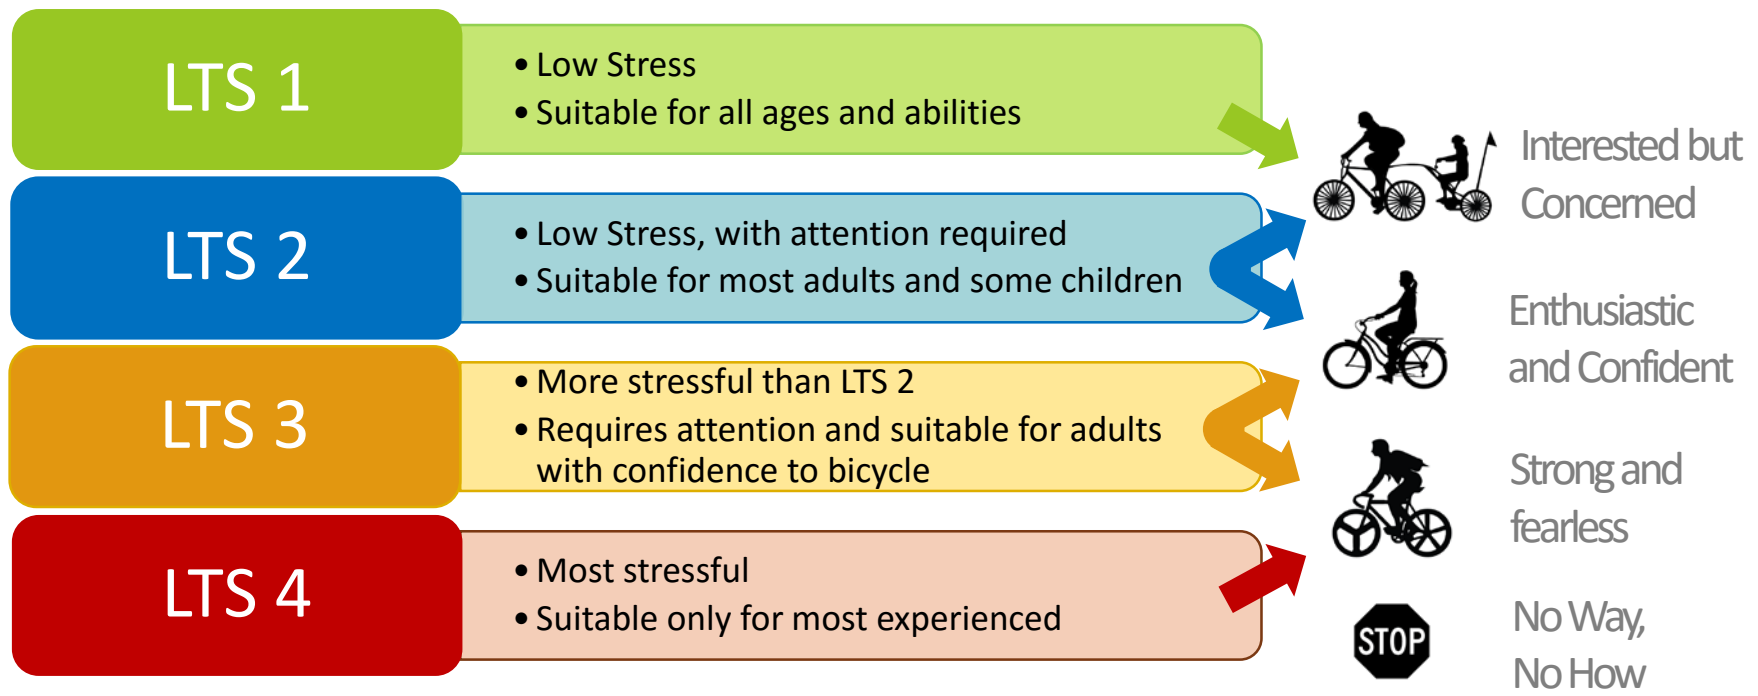 LTS 1
• Low Stress
• Suitable for all ages and abilities
LTS 2
• Low Stress, with attention required
• Suitable for most adults and some children
LTS 3
• More stressful than LTS 2
• Requires attention and suitable for adults
with confidence to bicycle
LTS 4
• Most stressful
• Suitable only for most experienced
Interested but
Concerned
Enthusiastic
and Confident
Strong and
fearless
STOP
No Way,
No How